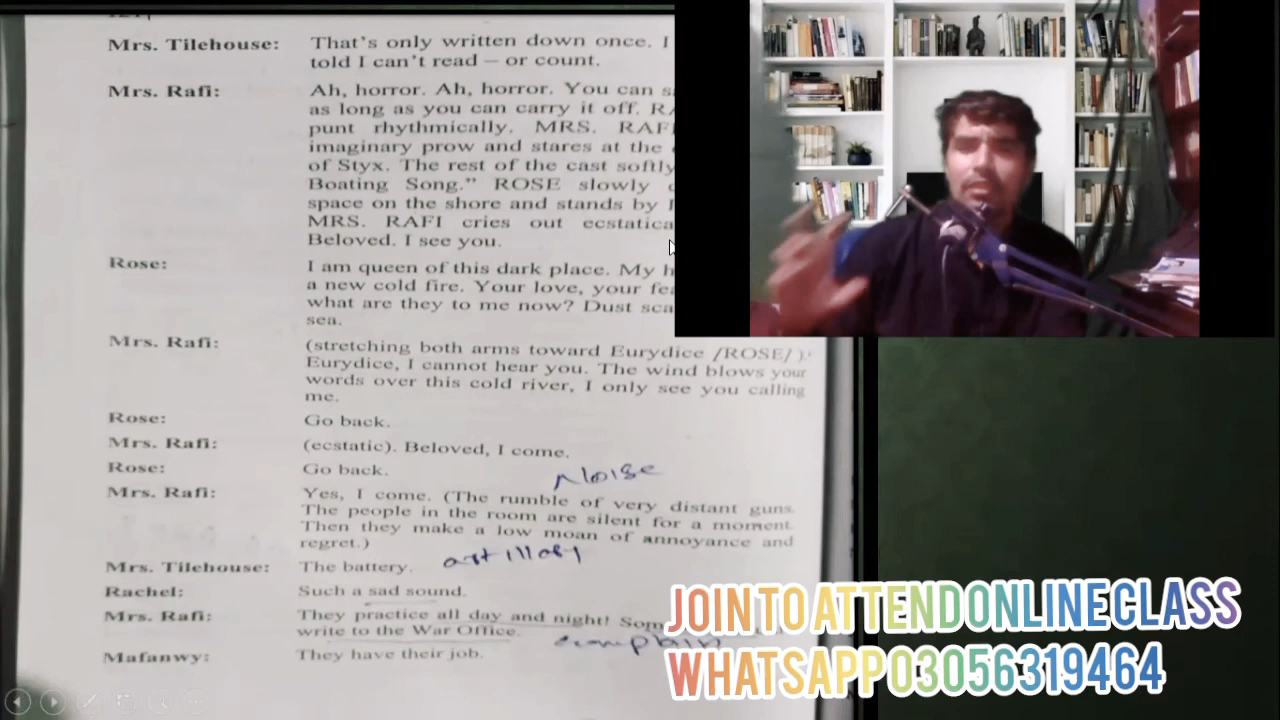 Mrs. Tilehouse: That's only written down once. I
told I can't read – or count.
Mrs. Rafi: Ah, horror. Ah, horror. You can
as long as you can carry it off.
punt rhythmically. MRS. RAFI
imaginary prow and stares at the
of Styx. The rest of the cast softly
Boating Song." ROSE slowly
space on the shore and stands by
MRS. RAFI cries out
Beloved. I see you.
Rose: I am queen of this dark place. My
a new cold fire. Your love, your
what are they to me now? Dust
sea.
Mrs. Rafi: (stretching both arms toward Eurydice /ROSE/ ).
Eurydice, I cannot hear you. The wind blows your
words over this cold river, I only see you calling
me.
Rose: Go back.
Mrs. Rafi: (ecstatic). Beloved, I come.
Rose: Go back.
Noise
Mrs. Rafi: Yes, I come. (The rumble of very distant guns.
The people in the room are silent for a moment.
Then they make a low moan of annoyance and
regret.)
Mrs. Tilehouse: The battery. artillary
Rachel: Such a sad sound.
Mrs. Rafi: They practice all day and night!
write to the War Office. complain
Mafanwy: They have their job.
JOIN TO ATTEND ONLINE CLASS
WHATSAPP 03056319464